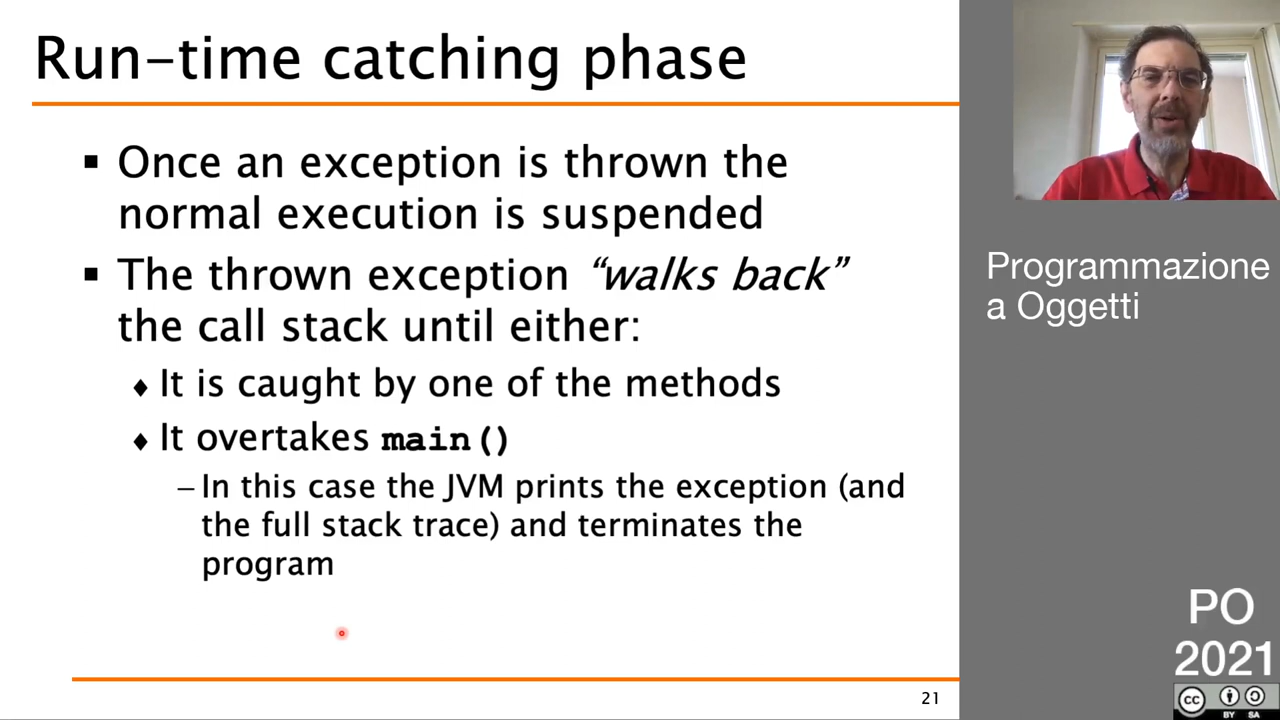 Run-time catching phase
▪ Once an exception is thrown the
normal execution is suspended
▪ The thrown exception “walks back”
the call stack until either:
♦ It is caught by one of the methods
♦ It overtakes main()
– In this case the JVM prints the exception (and
the full stack trace) and terminates the
program
21
Programmazione
a Oggetti
PO
2021
cc
BY SA